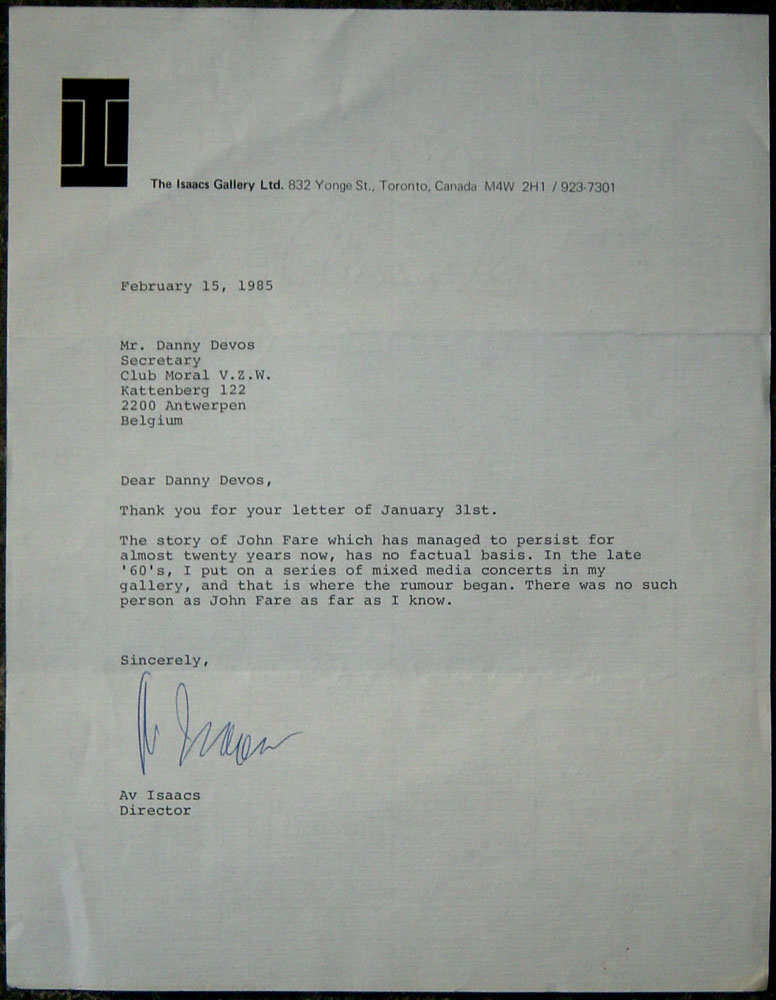 I
The Isaacs Gallery Ltd. 832 Yonge St., Toronto, Canada M4W 2H1 / 923-7301
February 15, 1985
Mr. Danny Devos
Secretary
Club Moral V.Z.W.
Kattenberg 122
2200 Antwerpen
Belgium
Dear Danny Devos,
Thank you for your letter of January 31st.
The story of John Fare which has managed to persist for
almost twenty years now, has no factual basis. In the late
'60's, I put on a series of mixed media concerts in my
gallery, and that is where the rumour began. There was no such
person as John Fare as far as I know.
Sincerely,
Av Isaacs
Av Isaacs
Director